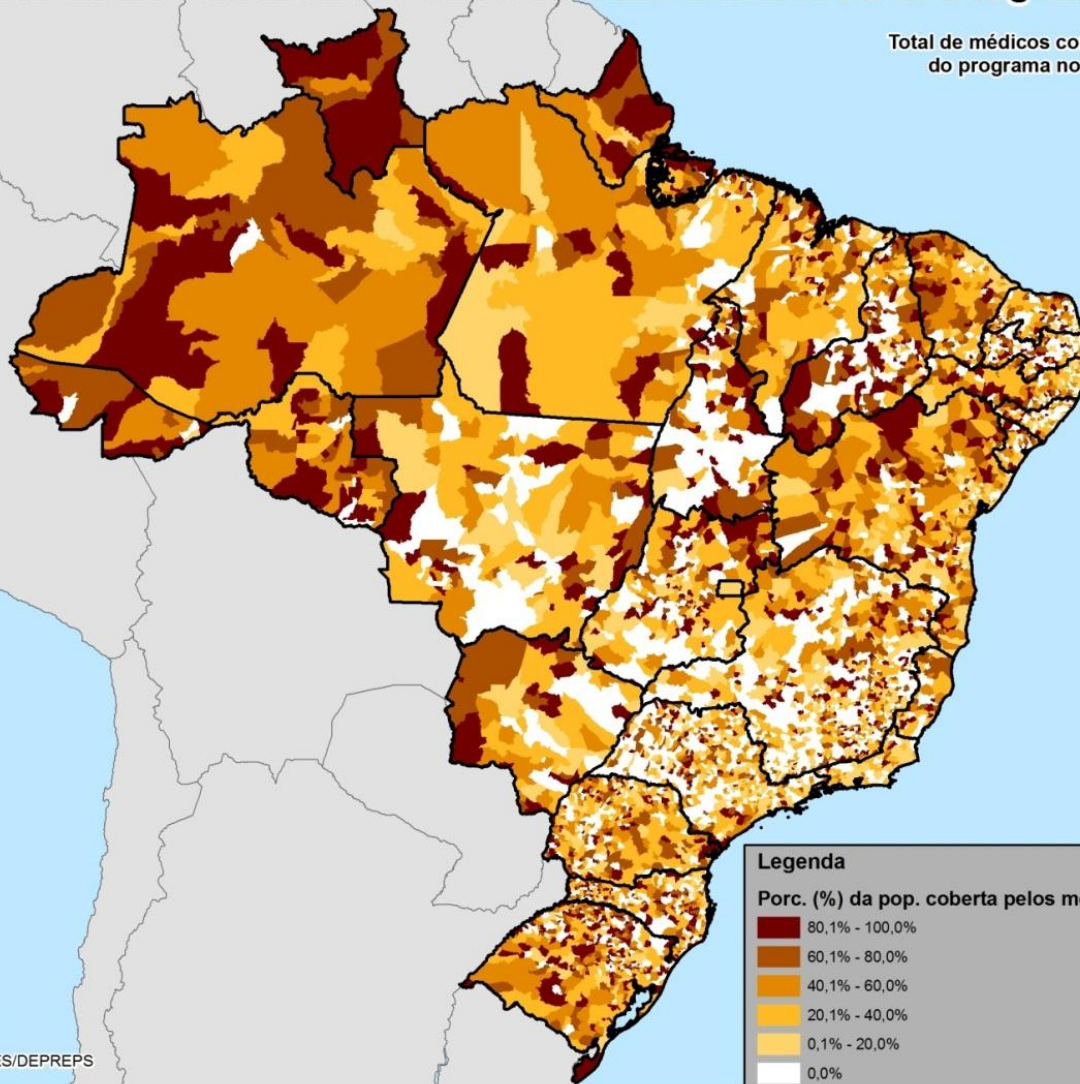 Total de médicos co
do programa no
Legenda
Porc. (%) da pop. coberta pelos m
80,1% - 100,0%
60,1% - 80,0%
40,1% - 60,0%
20,1% - 40,0%
0,1% - 20,0%
0,0%
ES/DEPREPS